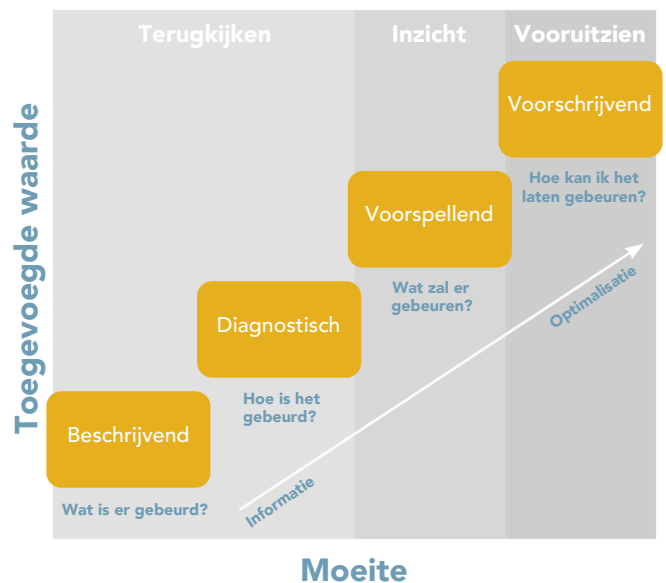 Terugkijken
Inzicht
Vooruitzien
Toegevoegde waarde
Voorschrijvend
Hoe kan ik het
laten gebeuren?
Voorspellend
Wat zal er
gebeuren?
Diagnostisch
Hoe is het
gebeurd?
Beschrijvend
Wat is er gebeurd?
Informatie
Optimalisatie
Moeite